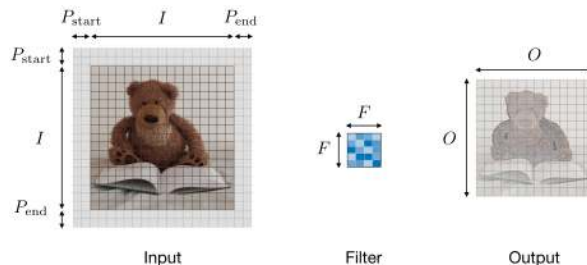 P_start I P_end
P_start
I
P_end
F
F
O
O
Input Filter Output